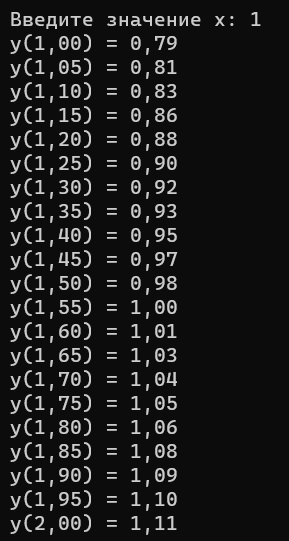 Введите значение x: 1
y(1,00) = 0,79
y(1,05) = 0,81
y(1,10) = 0,83
y(1,15) = 0,86
y(1,20) = 0,88
y(1,25) = 0,90
y(1,30) = 0,92
y(1,35) = 0,93
y(1,40) = 0,95
y(1,45) = 0,97
y(1,50) = 0,98
y(1,55) = 1,00
y(1,60) = 1,01
y(1,65) = 1,03
y(1,70) = 1,04
y(1,75) = 1,05
y(1,80) = 1,06
y(1,85) = 1,08
y(1,90) = 1,09
y(1,95) = 1,10
y(2,00) = 1,11